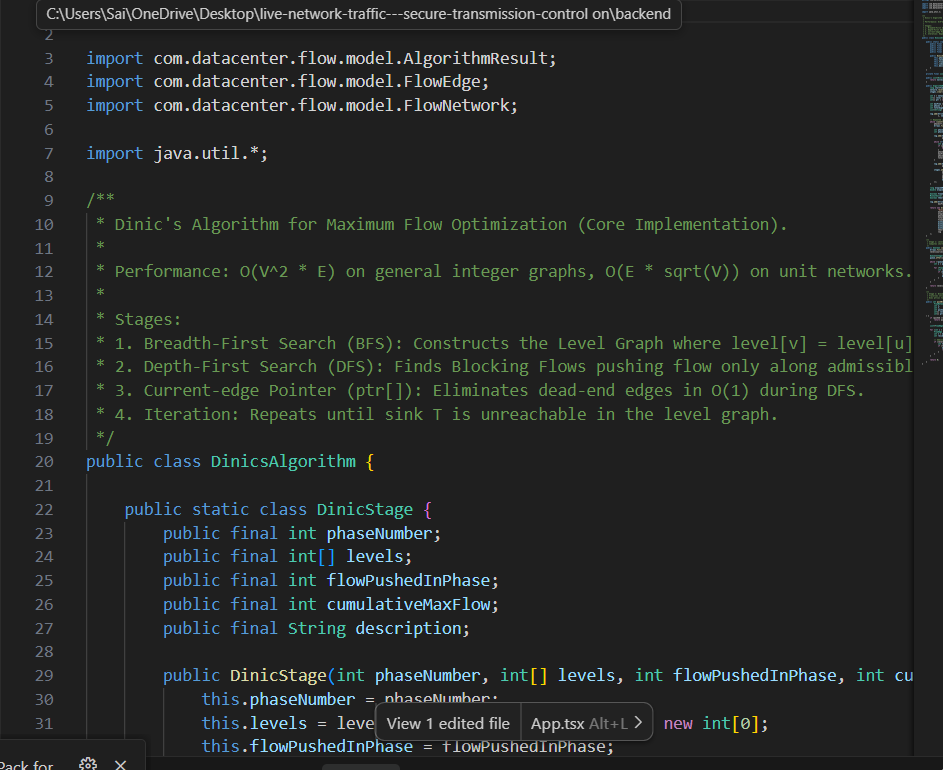 C:\Users\Sai\OneDrive\Desktop\live-network-traffic---secure-transmission-control on\backend
2
3 import com.datacenter.flow.model.AlgorithmResult;
4 import com.datacenter.flow.model.FlowEdge;
5 import com.datacenter.flow.model.FlowNetwork;
6
7 import java.util.*;
8
9 /**
10 * Dinic's Algorithm for Maximum Flow Optimization (Core Implementation).
11 *
12 * Performance: O(V^2 * E) on general integer graphs, O(E * sqrt(V)) on unit networks.
13 *
14 * Stages:
15 * 1. Breadth-First Search (BFS): Constructs the Level Graph where level[v] = level[u]
16 * 2. Depth-First Search (DFS): Finds Blocking Flows pushing flow only along admissibl
17 * 3. Current-edge Pointer (ptr[]): Eliminates dead-end edges in O(1) during DFS.
18 * 4. Iteration: Repeats until sink T is unreachable in the level graph.
19 */
20 public class DinicsAlgorithm {
21
22 public static class DinicStage {
23 public final int phaseNumber;
24 public final int[] levels;
25 public final int flowPushedInPhase;
26 public final int cumulativeMaxFlow;
27 public final String description;
28
29 public DinicStage(int phaseNumber, int[] levels, int flowPushedInPhase, int cu
30 this.phaseNumber = phaseNumber;
31 this.levels = leve View 1 edited file App.tsx Alt+L > new int[0];
this.flowPushedInPhase = flowPushedInPhase;
Pack for